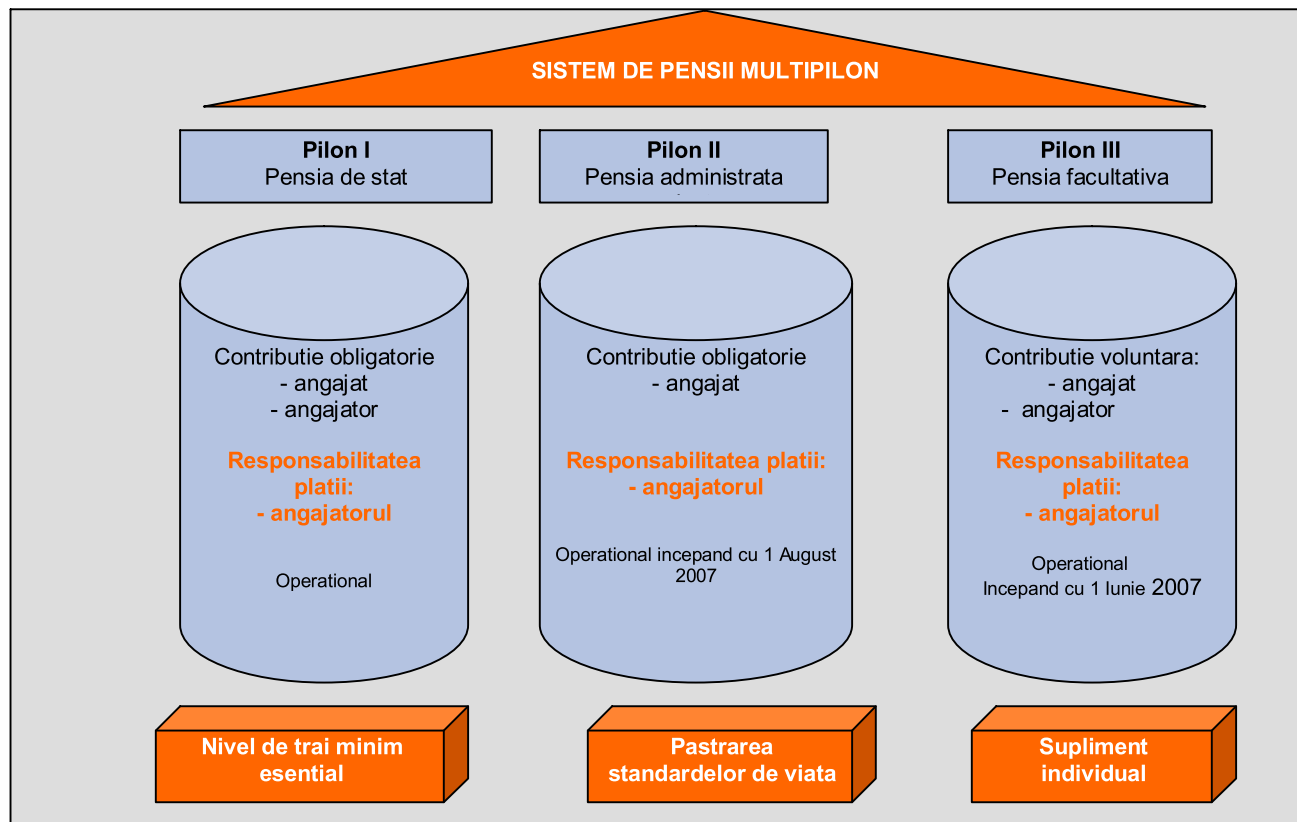 SISTEM DE PENSII MULTIPILON
Pilon I
Pensia de stat
Pilon II
Pensia administrata
Pilon III
Pensia facultativa
Contributie obligatorie
- angajat
- angajator
Responsabilitatea
platii:
- angajatorul
Operational
Contributie obligatorie
- angajat
Responsabilitatea platii:
- angajatorul
Operational incepand cu 1 August
2007
Contributie voluntara:
- angajat
- angajator
Responsabilitatea
platii:
- angajatorul
Operational
Incepand cu 1 Iunie 2007
Nivel de trai minim
esential
Pastrarea
standardelor de viata
Supliment
individual